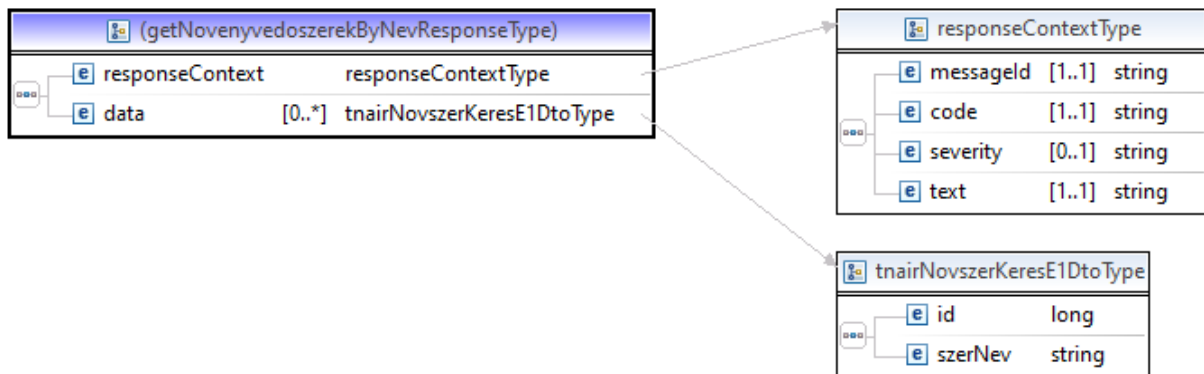 (getNovenyvedoszerekByNevResponseType)
e responseContext responseContextType
e data [0..*] tnairNovszerKeresE1DtoType
responseContextType
e messageId [1..1] string
e code [1..1] string
e severity [0..1] string
e text [1..1] string
tnairNovszerKeresE1DtoType
e id long
e szerNev string